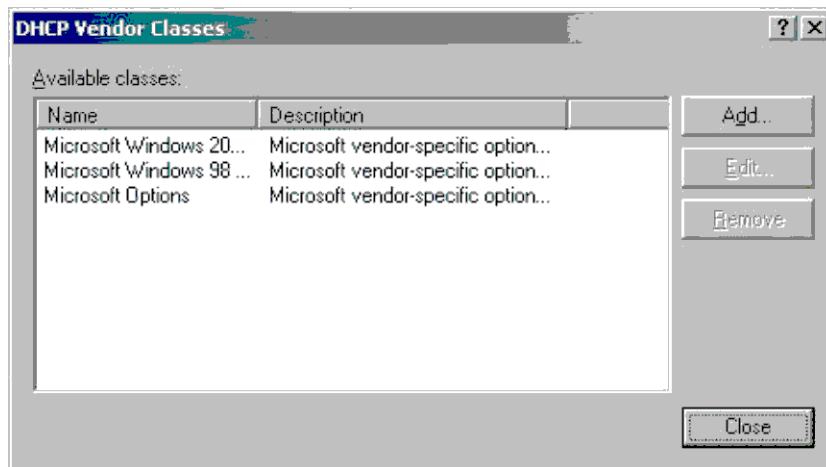 DHCP Vendor Classes
Available classes:
Name Description
Microsoft Windows 20... Microsoft vendor-specific option...
Microsoft Windows 98 ... Microsoft vendor-specific option...
Microsoft Options Microsoft vendor-specific option...
Add...
Edit...
Remove
Close